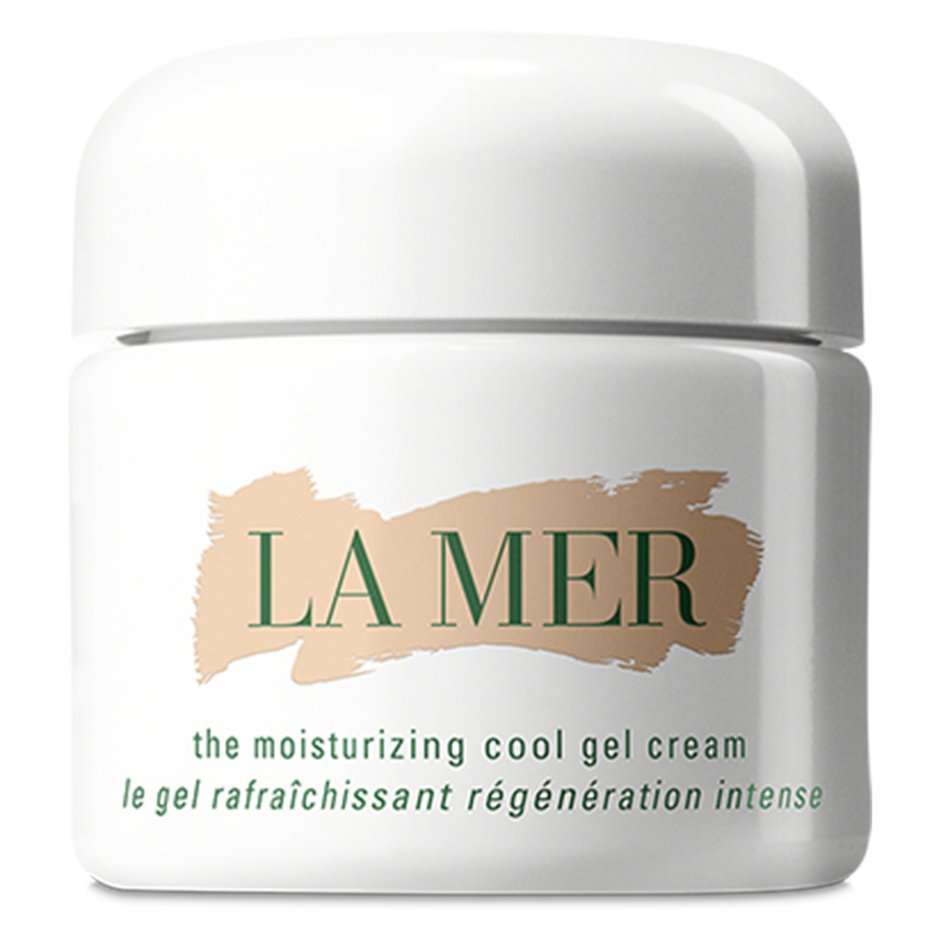 LA MER
the moisturizing cool gel cream
le gel rafraîchissant régénération intense